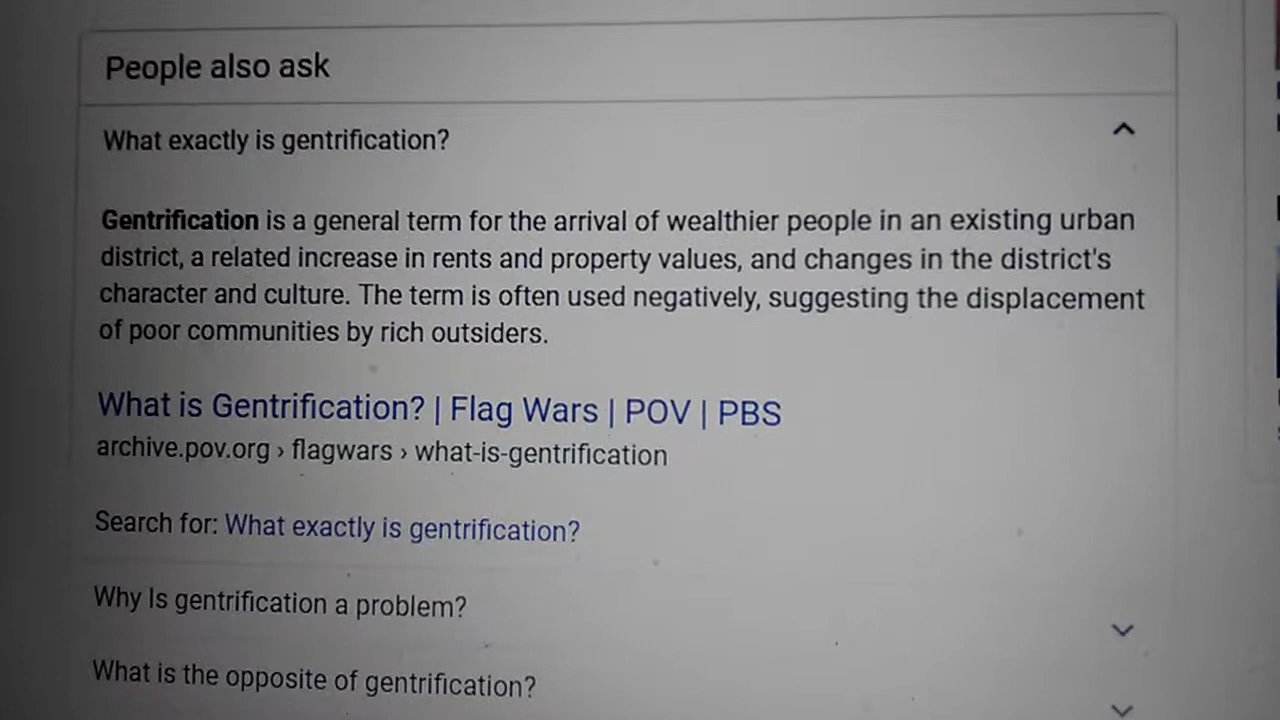 People also ask
What exactly is gentrification?
Gentrification is a general term for the arrival of wealthier people in an existing urban
district, a related increase in rents and property values, and changes in the district's
character and culture. The term is often used negatively, suggesting the displacement
of poor communities by rich outsiders.
What is Gentrification? | Flag Wars | POV | PBS
archive.pov.org › flagwars › what-is-gentrification
Search for: What exactly is gentrification?
Why Is gentrification a problem?
What is the opposite of gentrification?